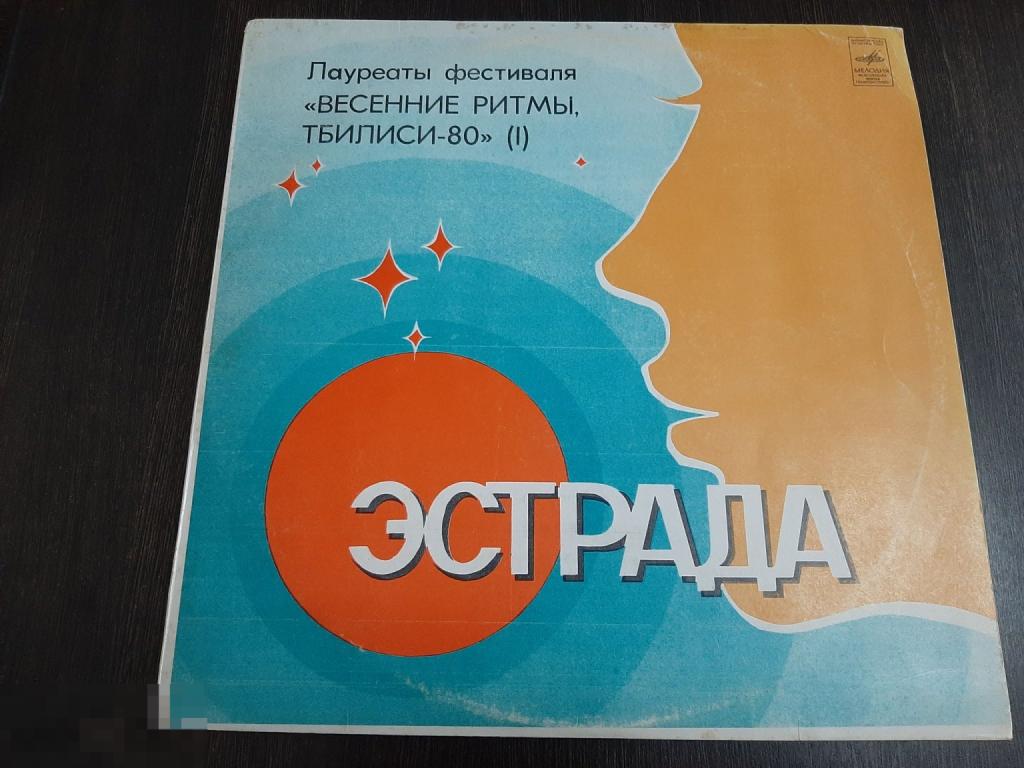 Лауреаты фестиваля
«ВЕСЕННИЕ РИТМЫ,
ТБИЛИСИ-80» (I)
МЕЛОДИЯ
ЭСТРАДА